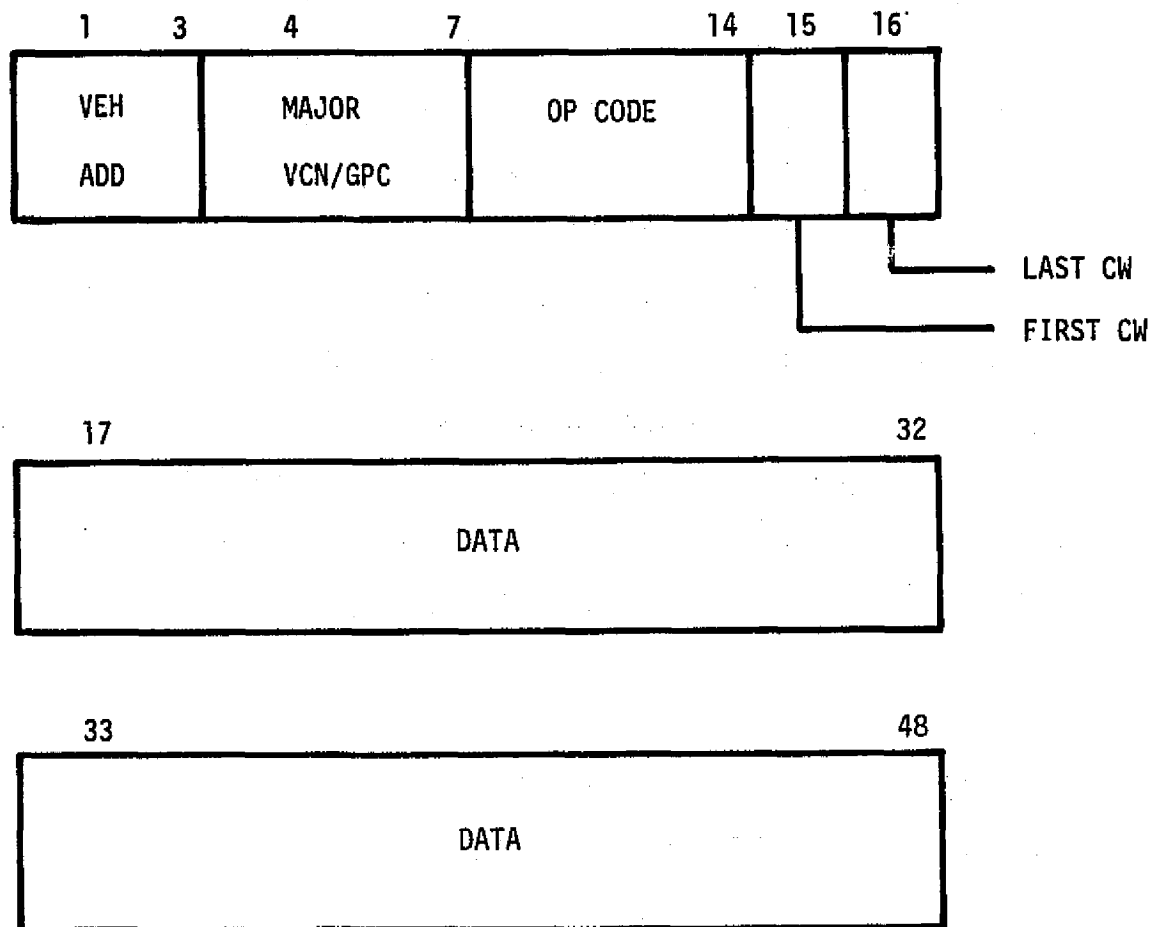 1 3 4 7 14 15 16
VEH MAJOR OP CODE
ADD VCN/GPC
LAST CW
FIRST CW
17 32
DATA
33 48
DATA